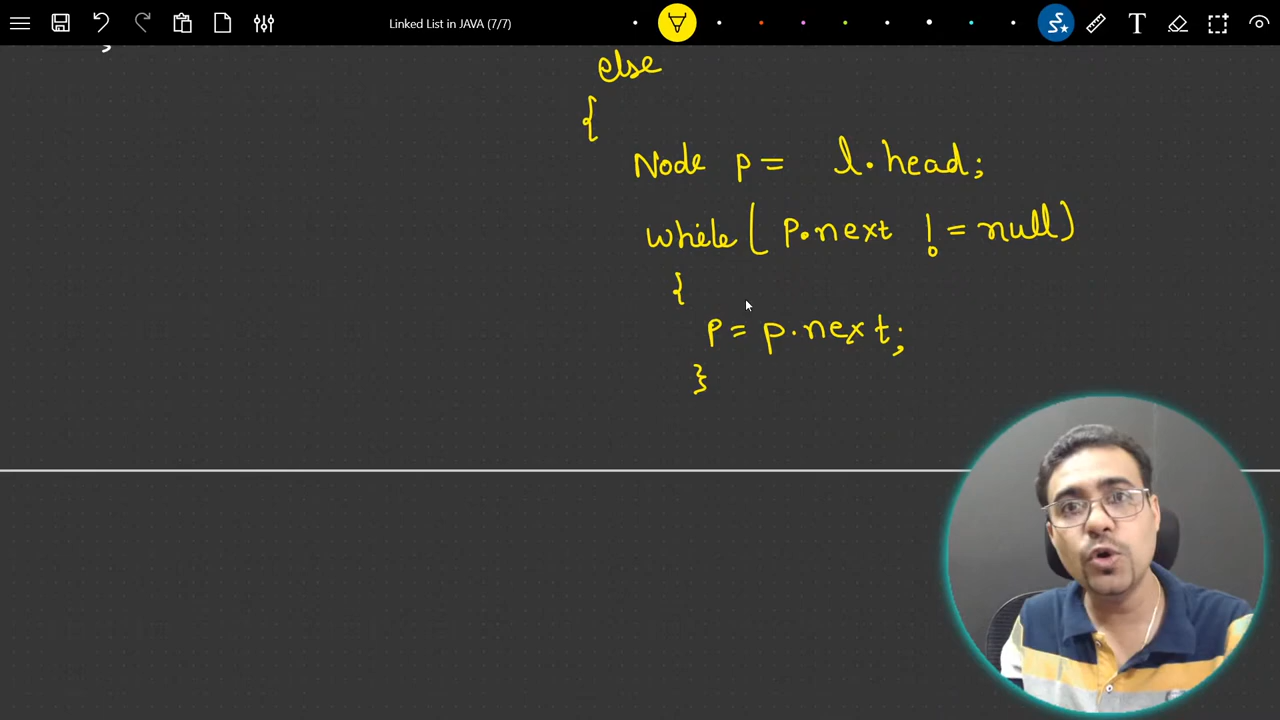 Linked List in JAVA (7/7)
T
else
{
Node p = l.head;
while( p.next != null)
{
p = p.next;
}